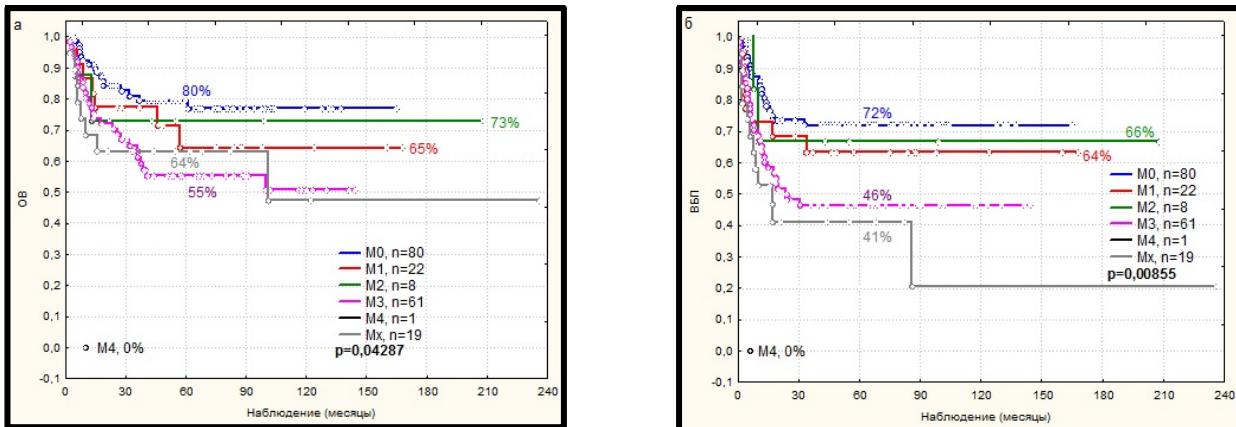 а
ОВ
1,0
0,9
0,8
0,7
0,6
0,5
0,4
0,3
0,2
0,1
0,0
-0,1
80%
73%
65%
64%
55%
M0, n=80
M1, n=22
M2, n=8
M3, n=61
M4, n=1
Mx, n=19
p=0,04287
M4, 0%
0 30 60 90 120 150 180 210 240
Наблюдение (месяцы)
б
ВБП
1,0
0,9
0,8
0,7
0,6
0,5
0,4
0,3
0,2
0,1
0,0
-0,1
72%
66%
64%
46%
41%
M0, n=80
M1, n=22
M2, n=8
M3, n=61
M4, n=1
Mx, n=19
p=0,00855
M4, 0%
0 30 60 90 120 150 180 210 240
Наблюдение (месяцы)